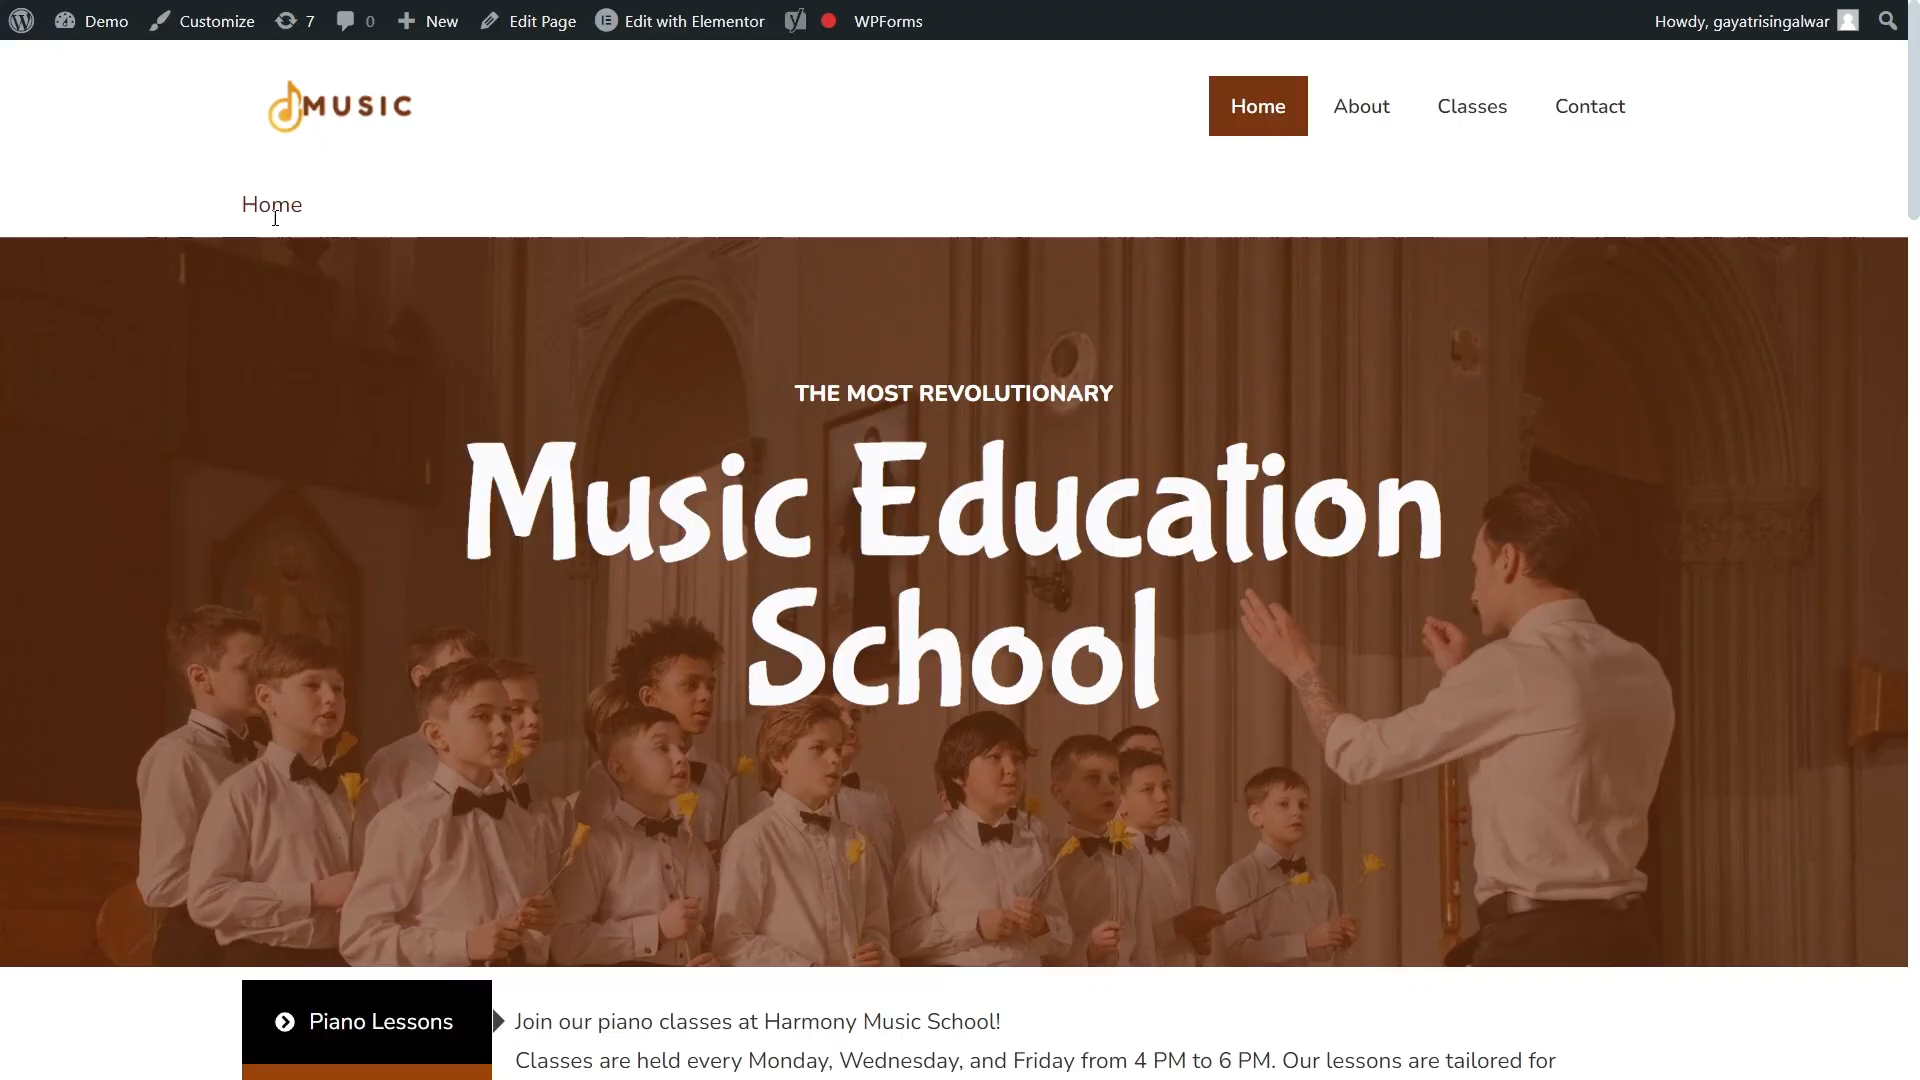 Demo Customize 7 0 New Edit Page Edit with Elementor WPForms Howdy, gayatrisingalwar
MUSIC
Home About Classes Contact
Home
THE MOST REVOLUTIONARY
Music Education
School
Piano Lessons
Join our piano classes at Harmony Music School!
Classes are held every Monday, Wednesday, and Friday from 4 PM to 6 PM. Our lessons are tailored for